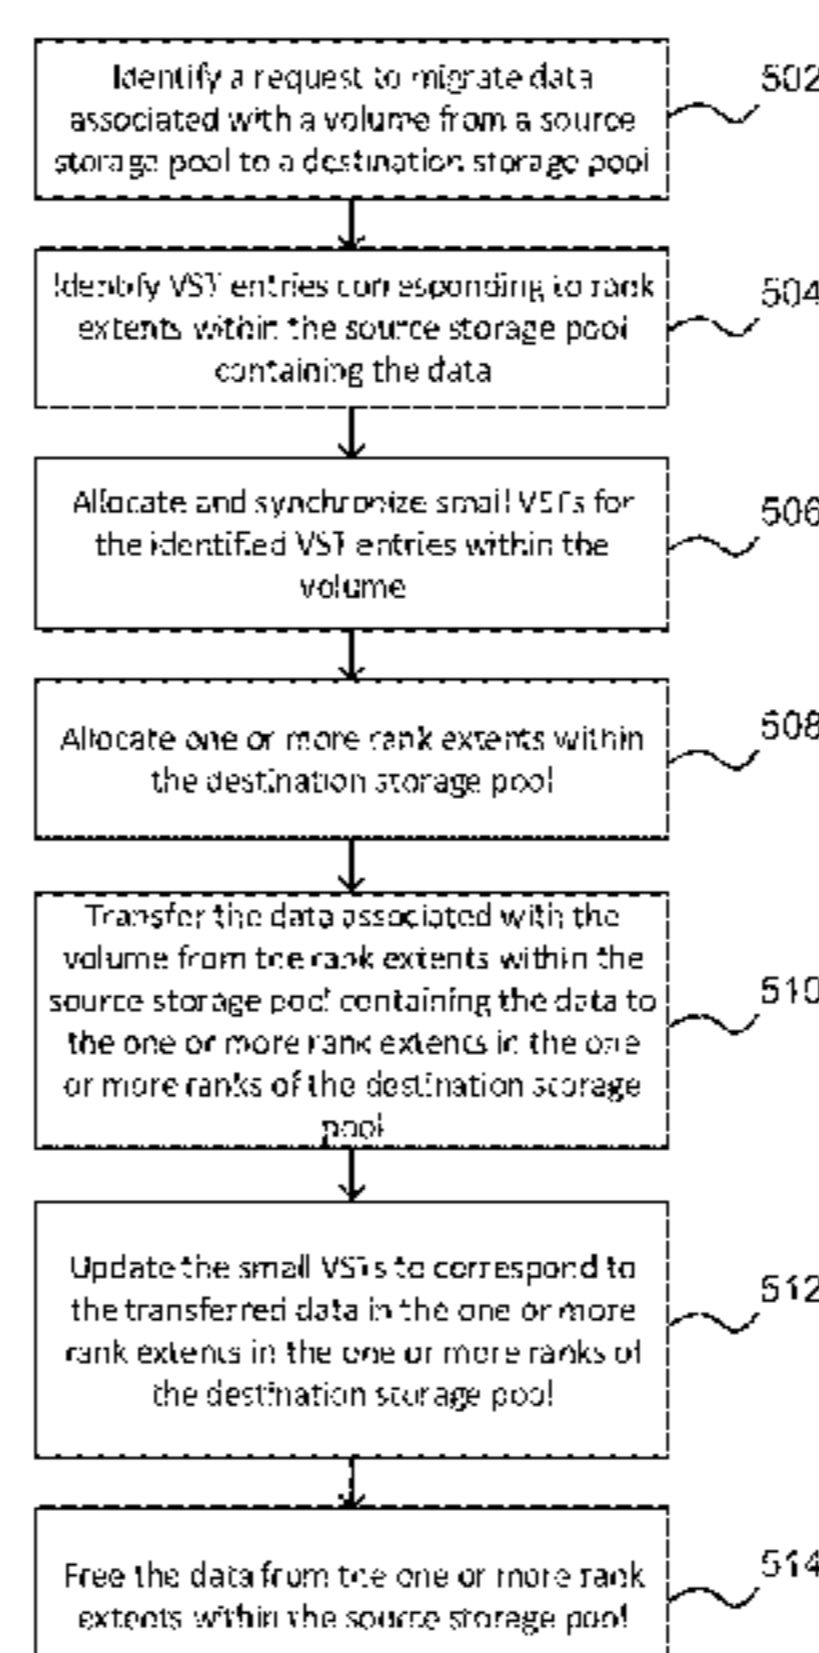 Identify a request to migrate data
associated with a volume from a source
storage pool to a destination storage pool
502
Identify VST entries corresponding to rank
extents within the source storage pool
containing the data
504
Allocate and synchronize small VSTs for
the identified VST entries within the
volume
506
Allocate one or more rank extents within
the destination storage pool
508
Transfer the data associated with the
volume from the rank extents within the
source storage pool containing the data to
the one or more rank extents in the one
or more ranks of the destination storage
pool
510
Update the small VSTs to correspond to
the transferred data in the one or more
rank extents in the one or more ranks of
the destination storage pool
512
Free the data from the one or more rank
extents within the source storage pool
514